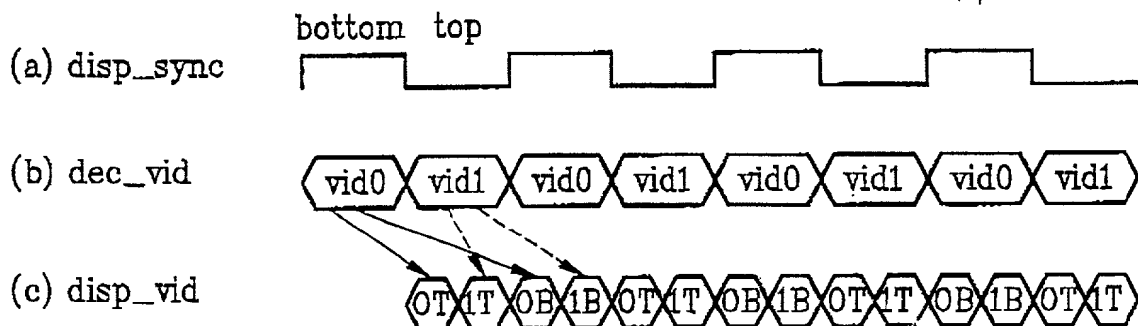 bottom top
(a) disp_sync
(b) dec_vid vid0 vid1 vid0 vid1 vid0 vid1 vid0 vid1
(c) disp_vid 0T 1T 0B 1B 0T 1T 0B 1B 0T 1T 0B 1B 0T 1T